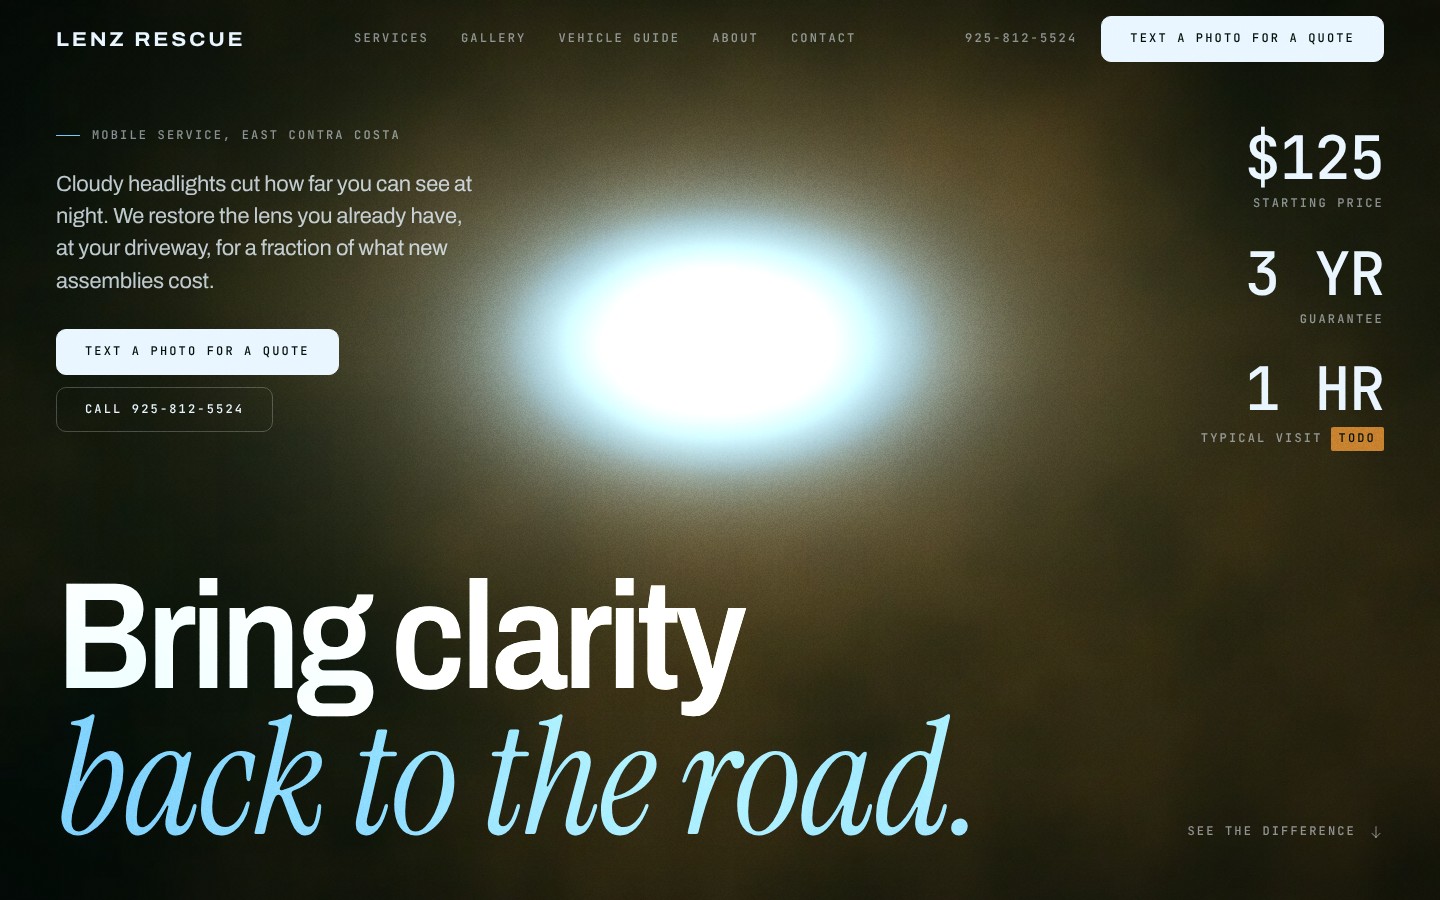 LENZ RESCUE
SERVICES GALLERY VEHICLE GUIDE ABOUT CONTACT
925-812-5524
TEXT A PHOTO FOR A QUOTE
MOBILE SERVICE, EAST CONTRA COSTA
Cloudy headlights cut how far you can see at
night. We restore the lens you already have,
at your driveway, for a fraction of what new
assemblies cost.
TEXT A PHOTO FOR A QUOTE
CALL 925-812-5524
$125
STARTING PRICE
3 YR
GUARANTEE
1 HR
TYPICAL VISIT TODO
Bring clarity
back to the road.
SEE THE DIFFERENCE ↓